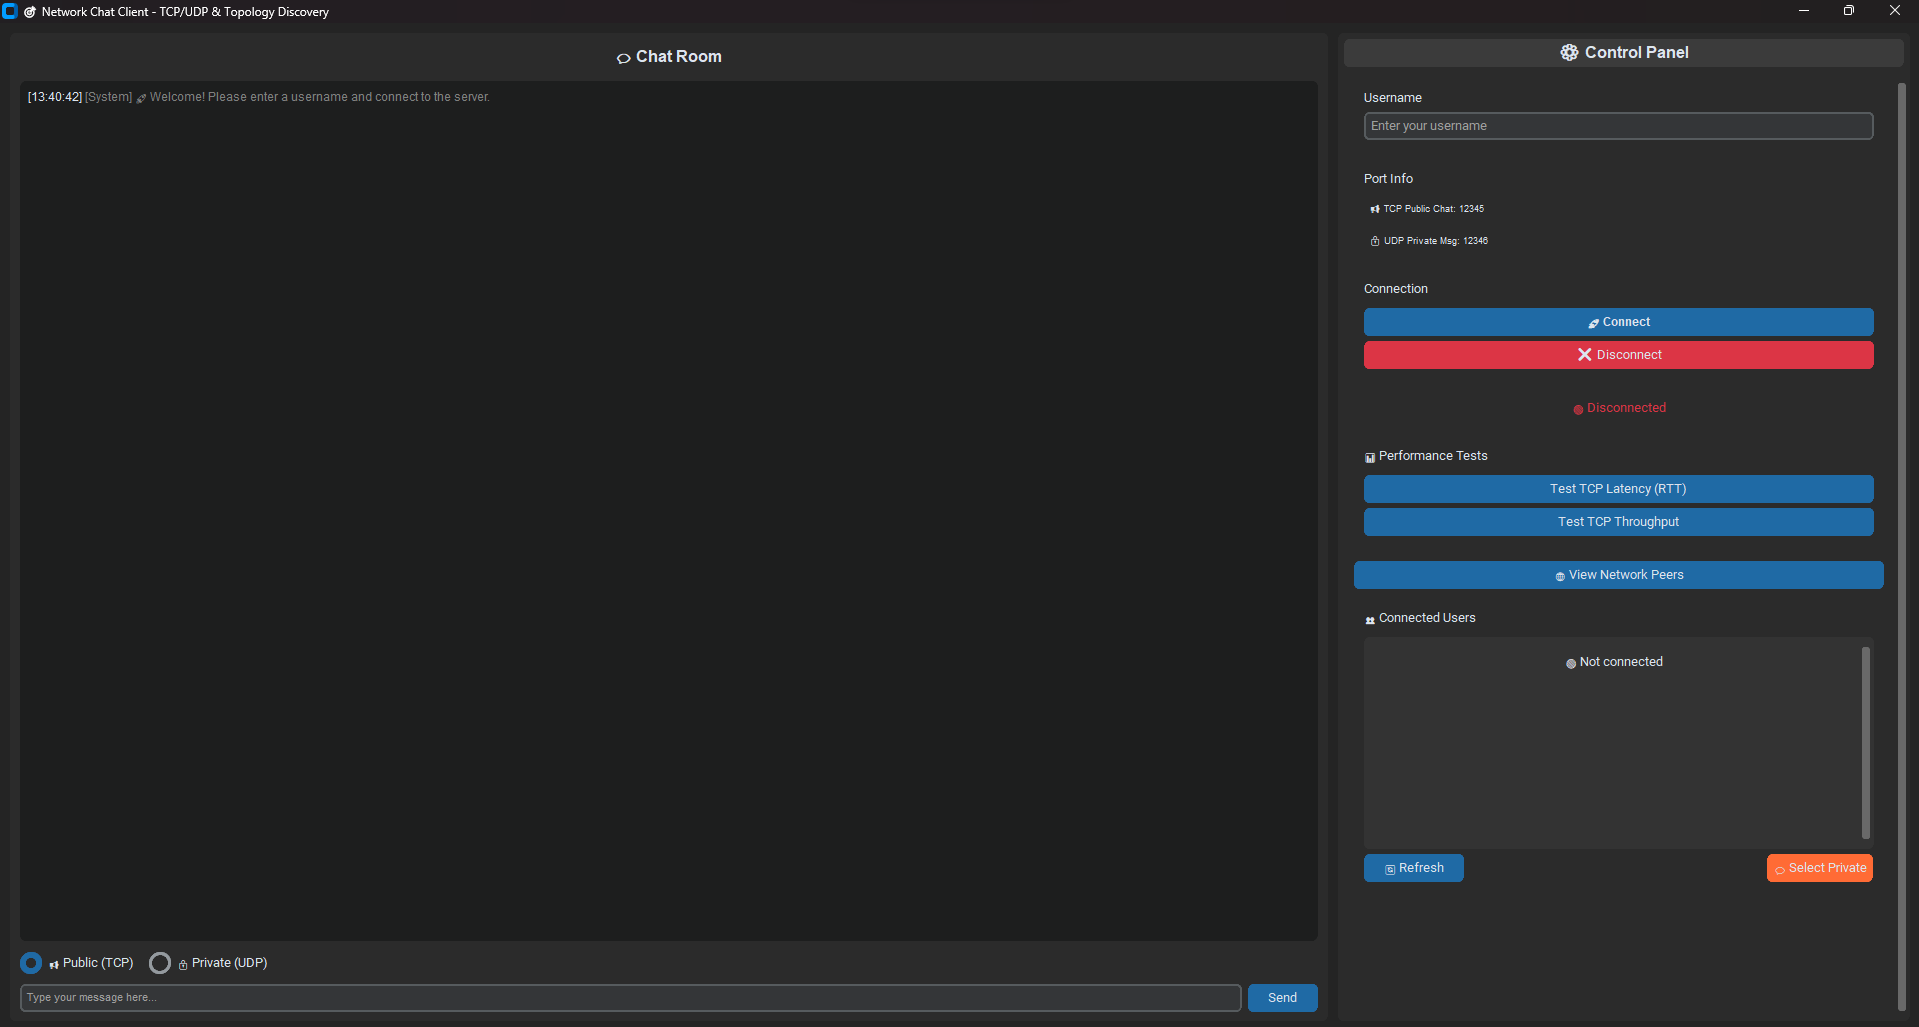 Network Chat Client - TCP/UDP & Topology Discovery
Chat Room
[13:40:42] [System] 🚀 Welcome! Please enter a username and connect to the server.
Public (TCP)
Private (UDP)
Type your message here...
Send
Control Panel
Username
Enter your username
Port Info
TCP Public Chat: 12345
UDP Private Msg: 12346
Connection
Connect
Disconnect
Disconnected
Performance Tests
Test TCP Latency (RTT)
Test TCP Throughput
View Network Peers
Connected Users
Not connected
Refresh
Select Private